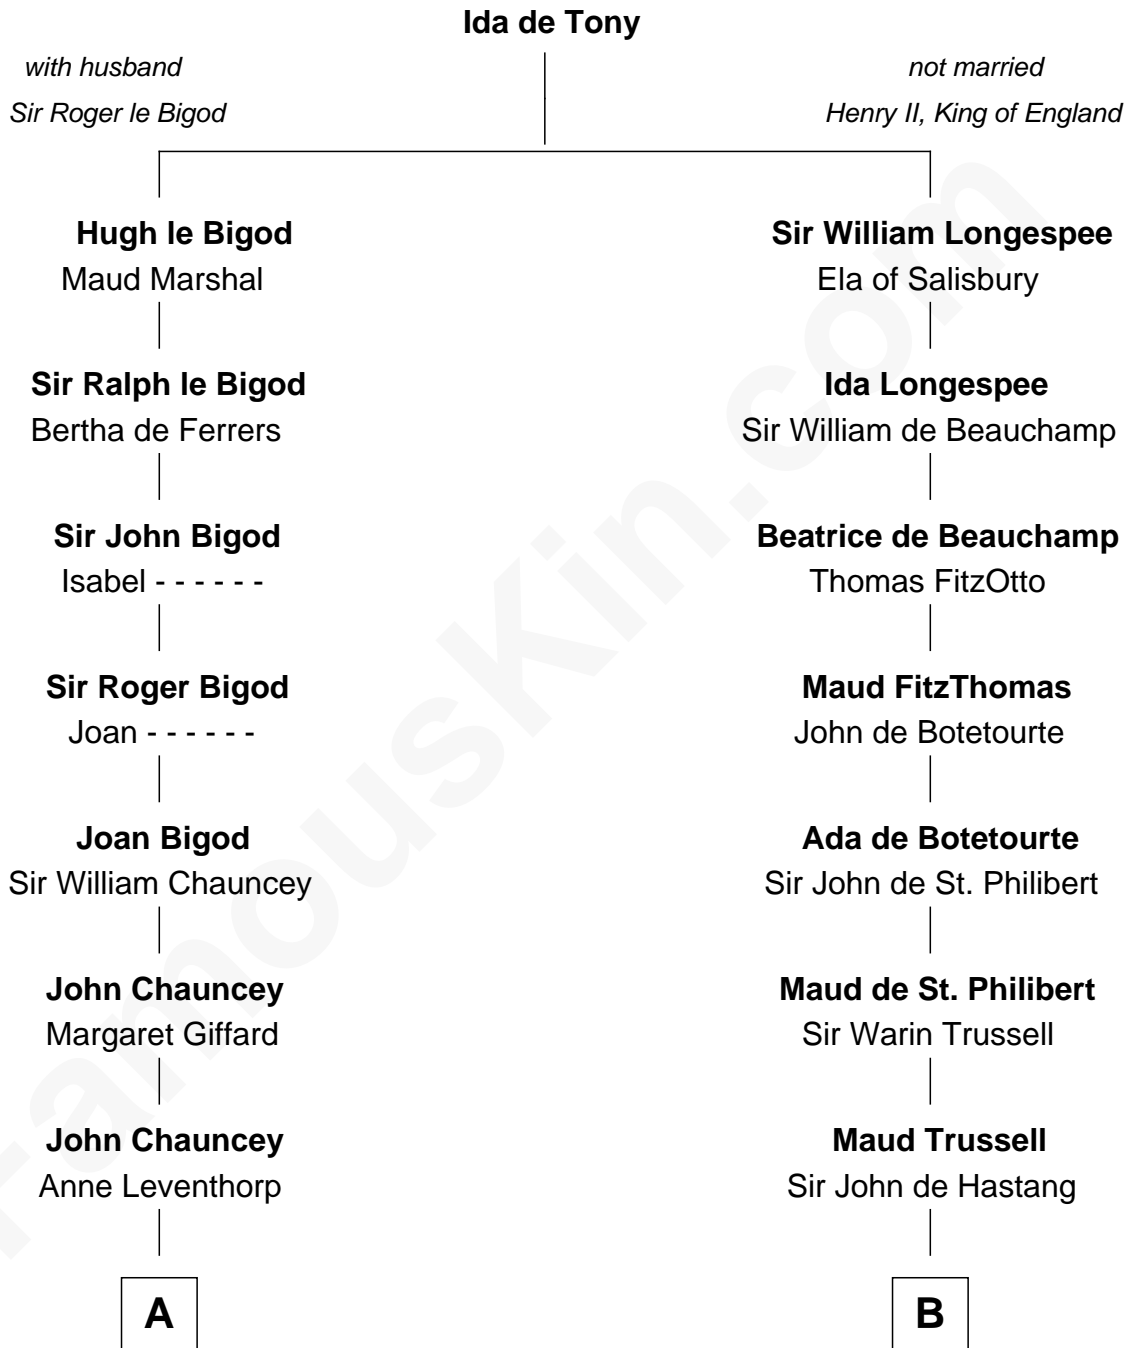 Ida de Tony
with husband
not married
Sir Roger le Bigod
Henry II, King of England
Hugh le Bigod
Sir William Longespee
Maud Marshal
Ela of Salisbury
Sir Ralph le Bigod
Ida Longespee
Bertha de Ferrers
Sir William de Beauchamp
Sir John Bigod
Beatrice de Beauchamp
Isabel - - - - - -
Thomas FitzOtto
Sir Roger Bigod
Maud FitzThomas
Joan - - - - - -
John de Botetourte
Joan Bigod
Ada de Botetourte
Sir William Chauncey
Sir John de St. Philibert
John Chauncey
Maud de St. Philibert
Margaret Giffard
Sir Warin Trussell
John Chauncey
Maud Trussell
Anne Leventhorp
Sir John de Hastang
A
B
FamousKin.com